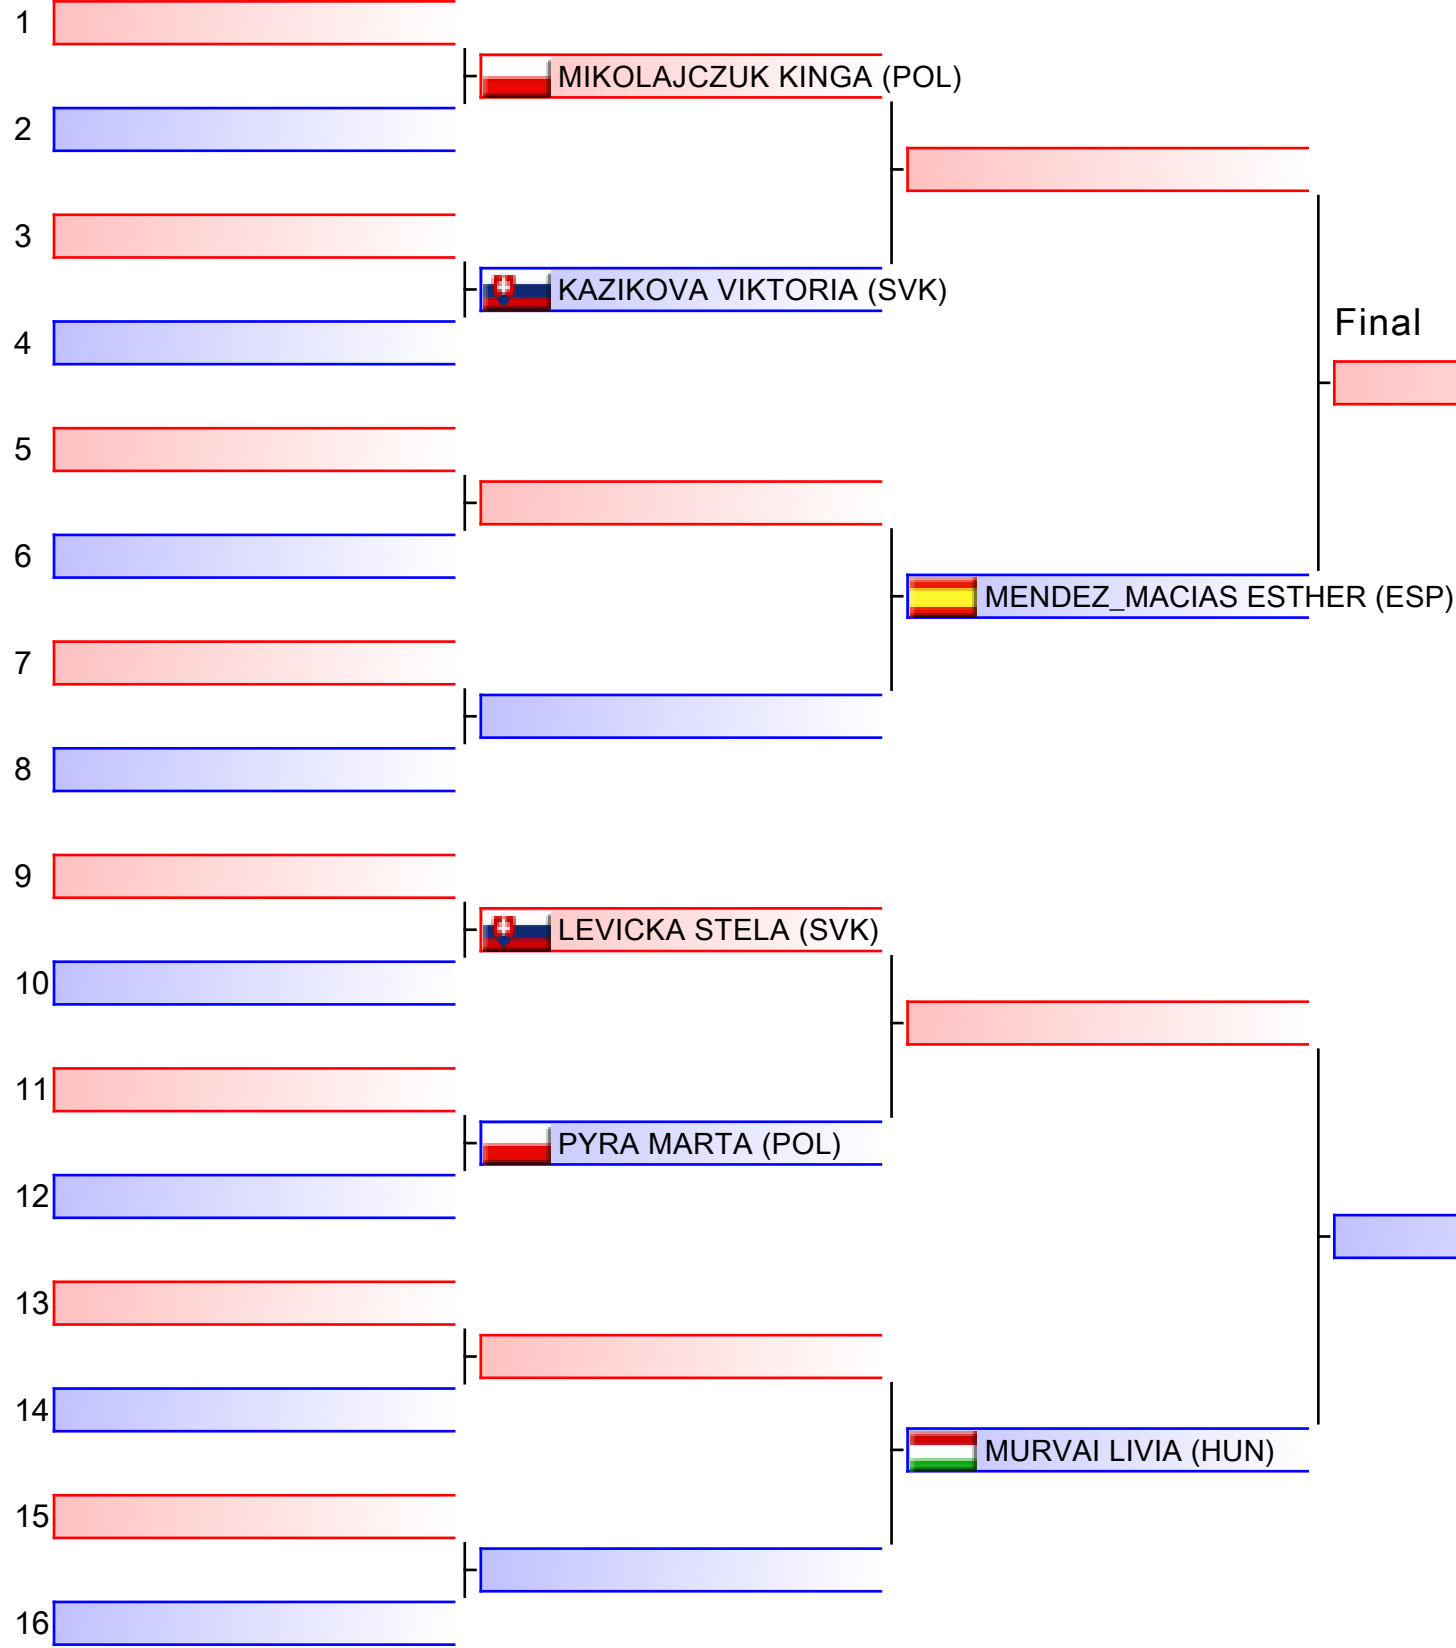 1
MIKOLAJCZUK KINGA (POL)
2
3
KAZIKOVA VIKTORIA (SVK)
4
Final
5
6
MENDEZ_MACIAS ESTHER (ESP)
7
8
9
LEVICKA STELA (SVK)
10
11
PYRA MARTA (POL)
12
13
14
MURVAI LIVIA (HUN)
15
16